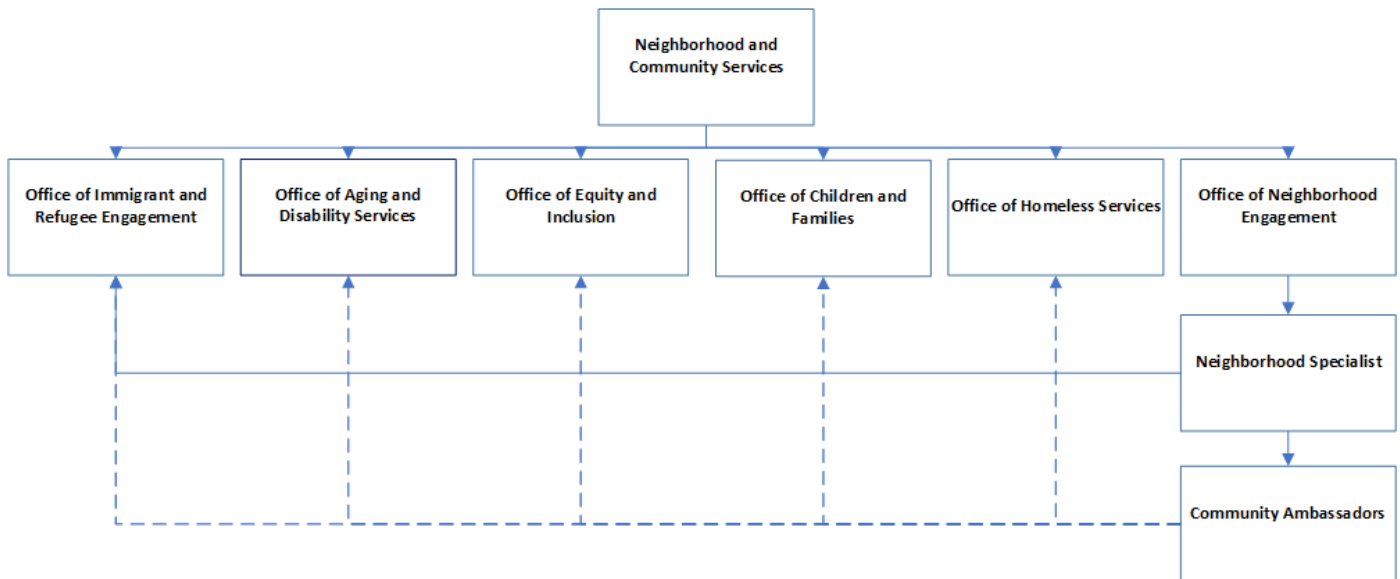 Neighborhood and
Community Services
Office of Immigrant and
Refugee Engagement
Office of Aging and
Disability Services
Office of Equity and
Inclusion
Office of Children and
Families
Office of Homeless Services
Office of Neighborhood
Engagement
Neighborhood Specialist
Community Ambassadors